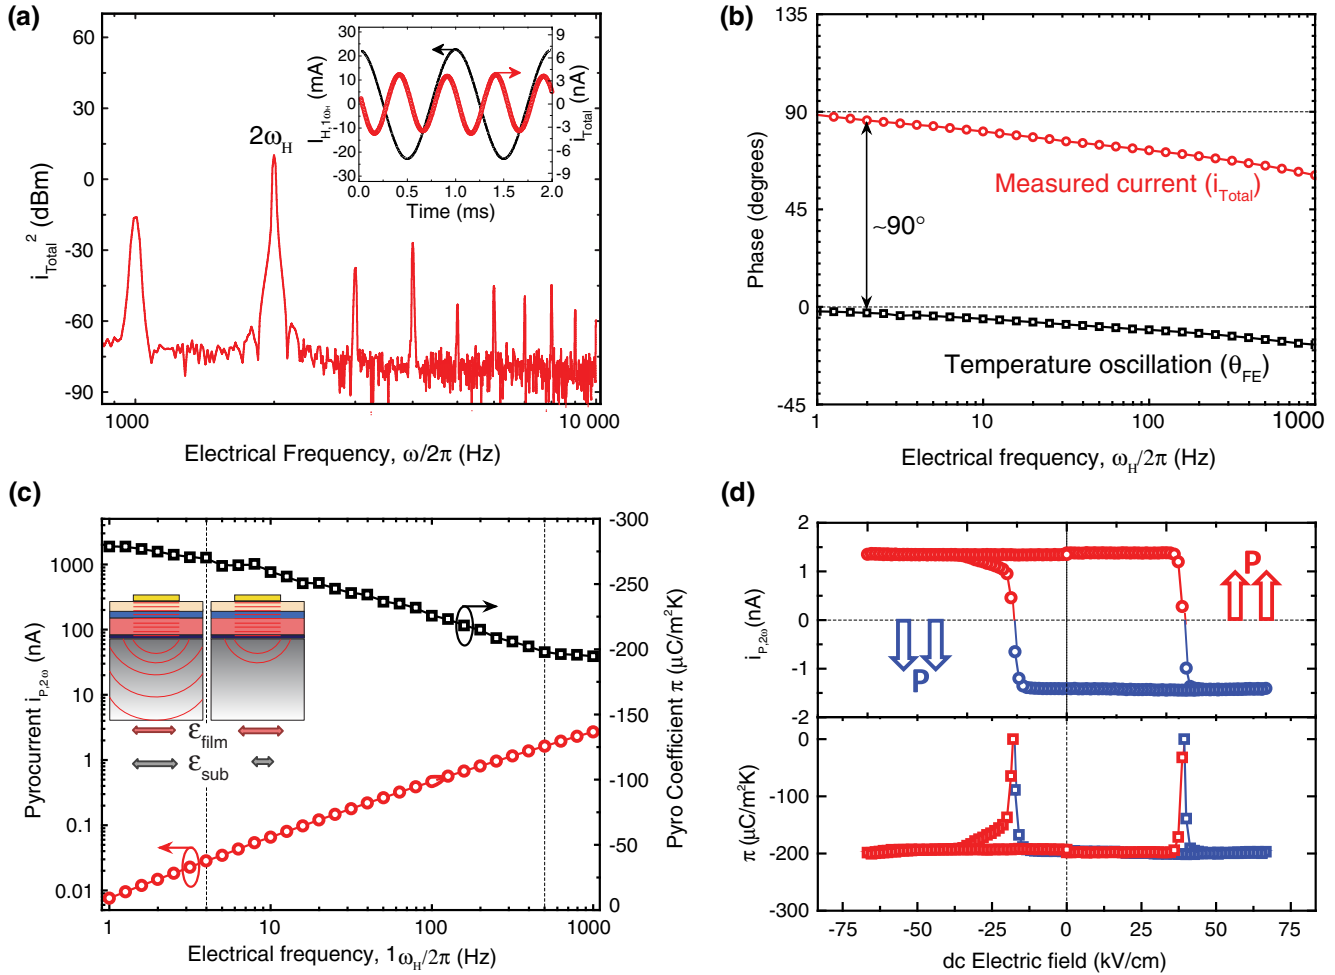 (a)
60
30
0
-30
-60
-90
i_Total^2 (dBm)
1000
10 000
Electrical Frequency, ω/2π (Hz)
2ω_H
30
20
10
0
-10
-20
-30
I_H,1ω_H (mA)
9
6
3
0
-3
-6
-9
i_Total (nA)
0.0
0.5
1.0
1.5
2.0
Time (ms)
(b)
135
90
45
0
-45
Phase (degrees)
Measured current (i_Total)
~90°
Temperature oscillation (θ_FE)
1
10
100
1000
Electrical frequency, ω_H/2π (Hz)
(c)
1000
100
10
1
0.1
0.01
Pyrocurrent i_P,2ω (nA)
-300
-250
-200
-150
-100
-50
0
Pyro Coefficient π (μC/m²K)
ε_film
ε_sub
1
10
100
1000
Electrical frequency, 1ω_H/2π (Hz)
(d)
2
1
0
-1
-2
i_P,2ω (nA)
P
P
0
-100
-200
-300
π (μC/m²K)
-75
-50
-25
0
25
50
75
dc Electric field (kV/cm)